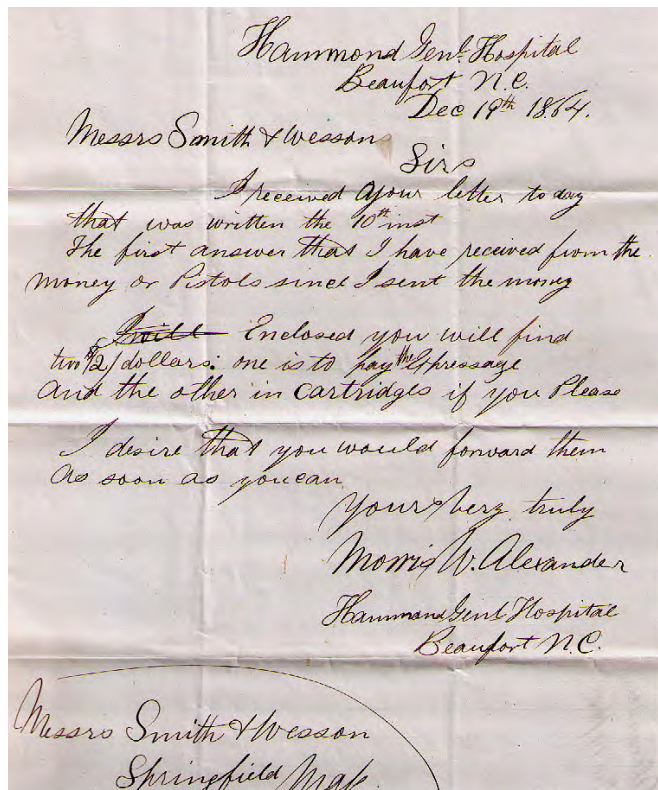 Hammond Genl. Hospital
Beaufort N.C.
Dec 19th 1864.
Messrs Smith & Wesson
Sirs
I received your letter to day
that was written the 10th inst
The first answer that I have received from the
money or Pistols since I sent the money
I will Enclosed you will find
two $/2/ dollars: one is to pay the Expressage
And the other in Cartridges if you Please
I desire that you would forward them
As soon as you can
Yours Very truly
Morris W. Alexander
Hammond Genl Hospital
Beaufort N.C.
Messrs Smith & Wesson
Springfield